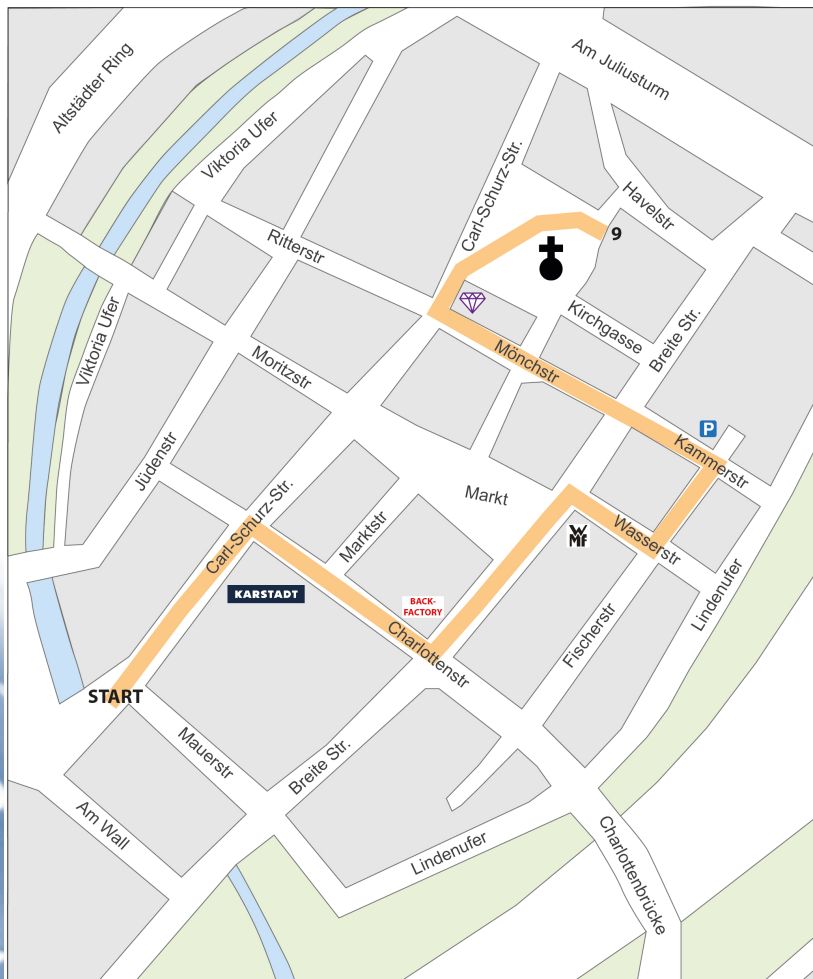 Am Juliusturm
Altstädter Ring
Viktoria Ufer
Carl-Schurz-Str.
Havelstr
9
Ritterstr
Kirchgasse
Breite Str.
Viktoria Ufer
Mönchstr
Moritzstr
P
Kammerstr
Jüdenstr
Markt
Carl-Schurz-Str.
Marktstr
WMF
Wasserstr
KARSTADT
BACK-
FACTORY
Lindenufer
Charlottenstr
Fischerstr
START
Mauerstr
Breite Str.
Am Wall
Lindenufer
Charlottenbrücke